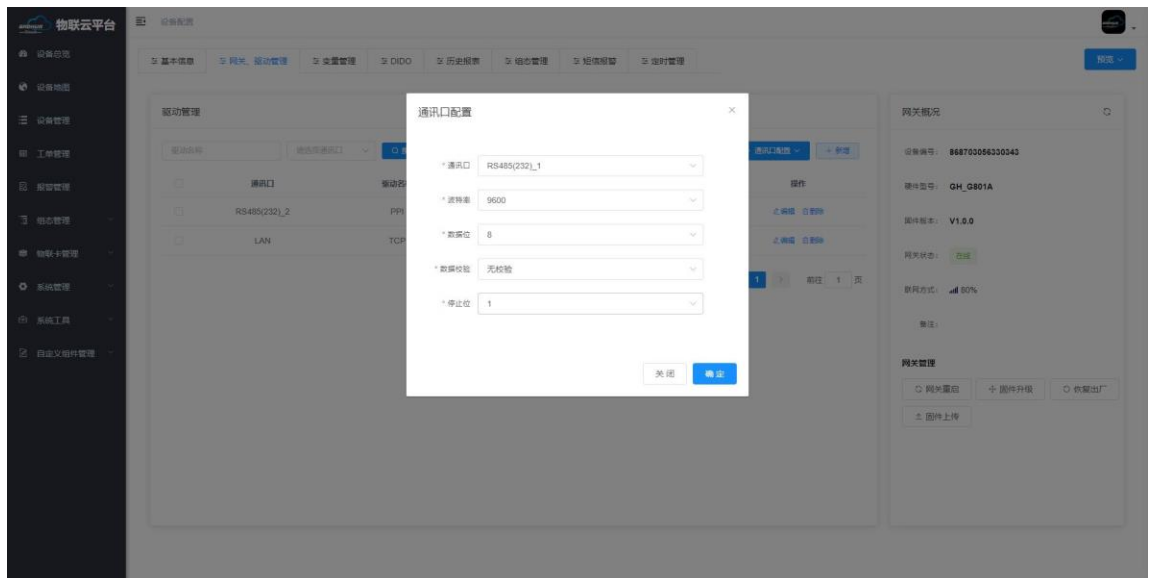 物联云平台
设备配置
设备总览
设备地图
设备管理
工单管理
报警管理
组态管理
物联卡管理
系统管理
系统工具
自定义组件管理
基本信息
网关、驱动管理
变量管理
DIDO
历史报表
组态管理
短信报警
定时管理
预览
驱动管理
驱动名称
通讯口配置
新增
通讯口
驱动名
操作
RS485(232)_2
PPI
编辑 删除
LAN
TCP
编辑 删除
1
前往 1 页
通讯口配置
* 通讯口 RS485(232)_1
* 波特率 9600
* 数据位 8
* 数据校验 无校验
* 停止位 1
关闭
确定
网关概况
设备编号: 868703056330343
硬件型号: GH_G801A
固件版本: V1.0.0
网关状态: 在线
联网方式: 80%
备注:
网关管理
网关重启
固件升级
恢复出厂
固件上传